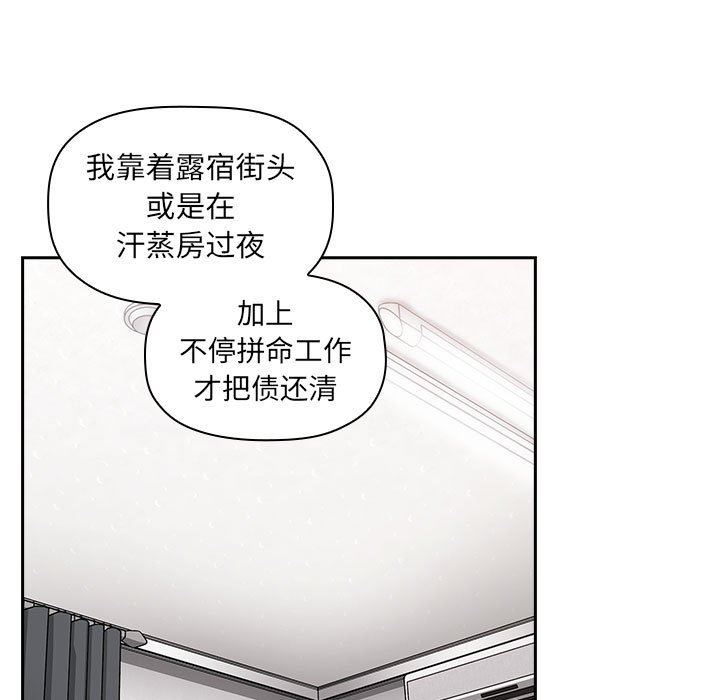 我靠着露宿街头
或是在
汗蒸房过夜
加上
不停拼命工作
才把债还清